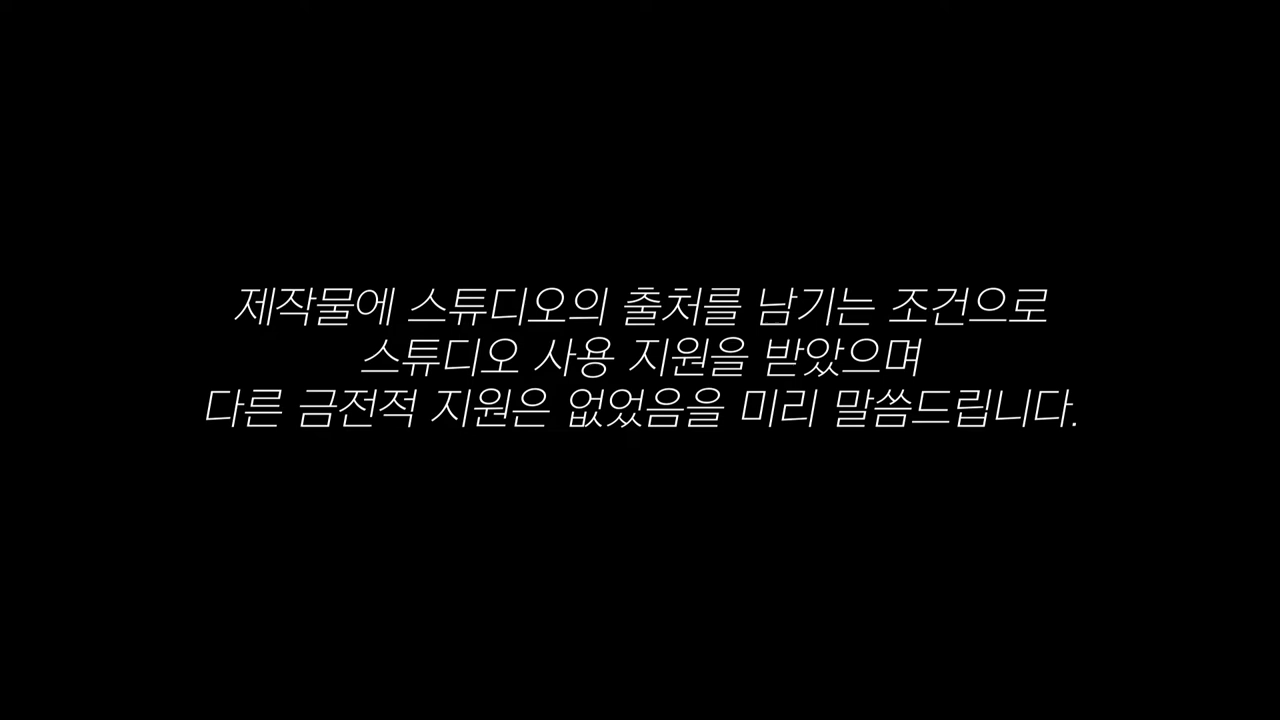 제작물에 스튜디오의 출처를 남기는 조건으로
스튜디오 사용 지원을 받았으며
다른 금전적 지원은 없었음을 미리 말씀드립니다.